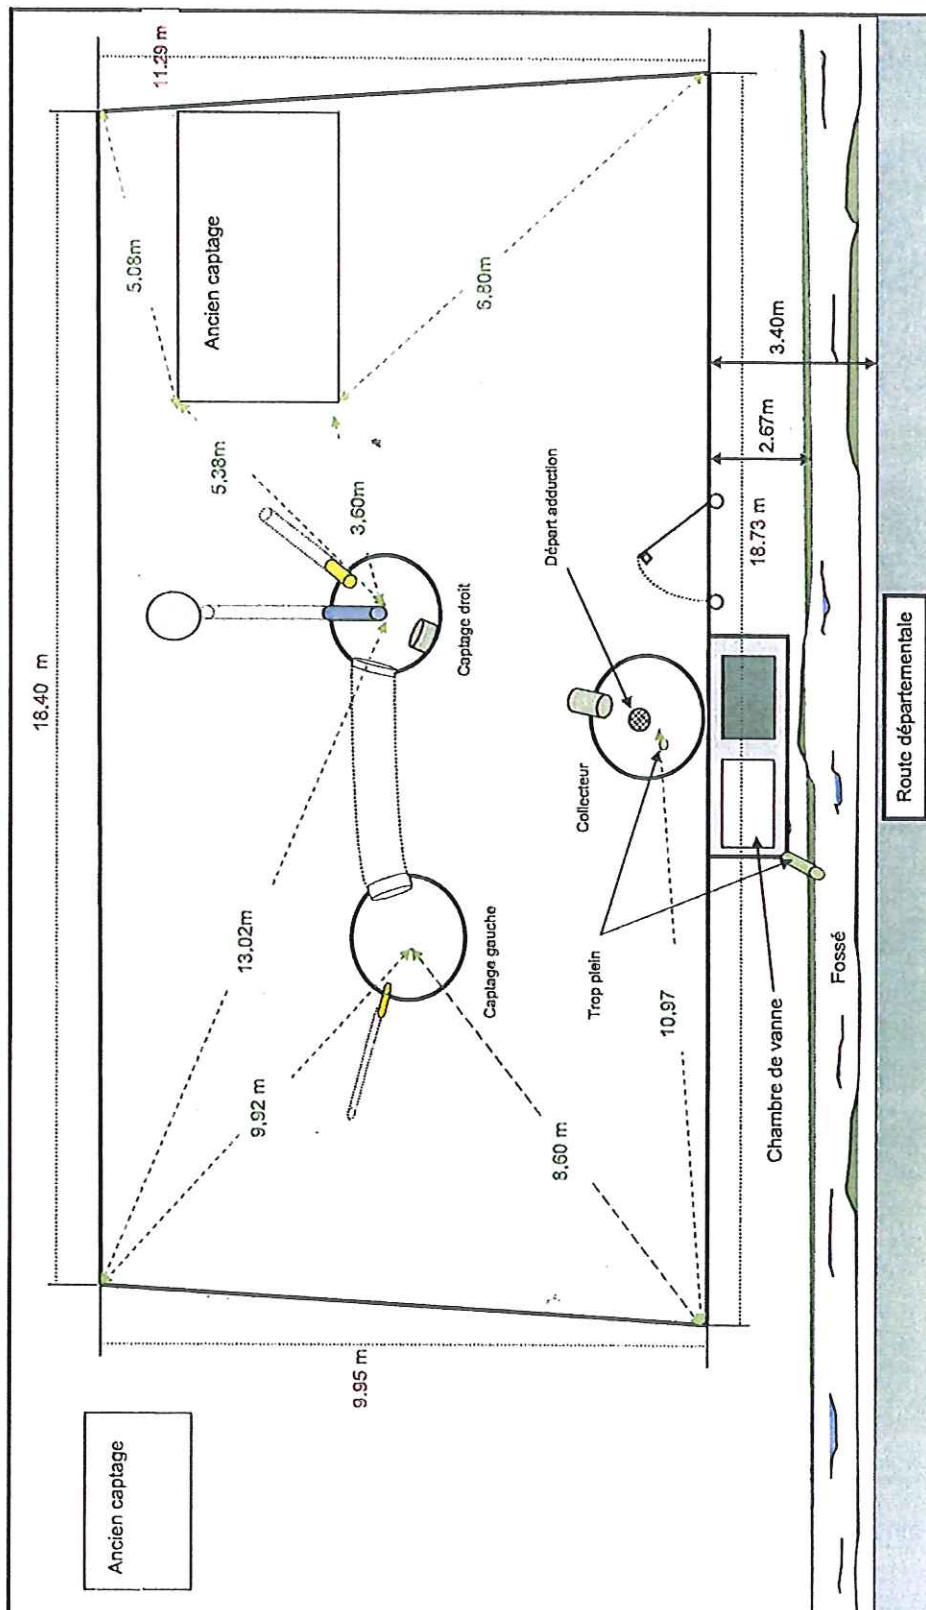 18.40 m
11.29 m
9.95 m
Ancien captage
Ancien captage
5.08m
6.80m
5.38m
3.60m
13.02m
9.92 m
8.60 m
10.97
Captage droit
Captage gauche
Collecteur
Départ adduction
Trop plein
2.67m
3.40m
18.73 m
Chambre de vanne
Fossé
Route départementale